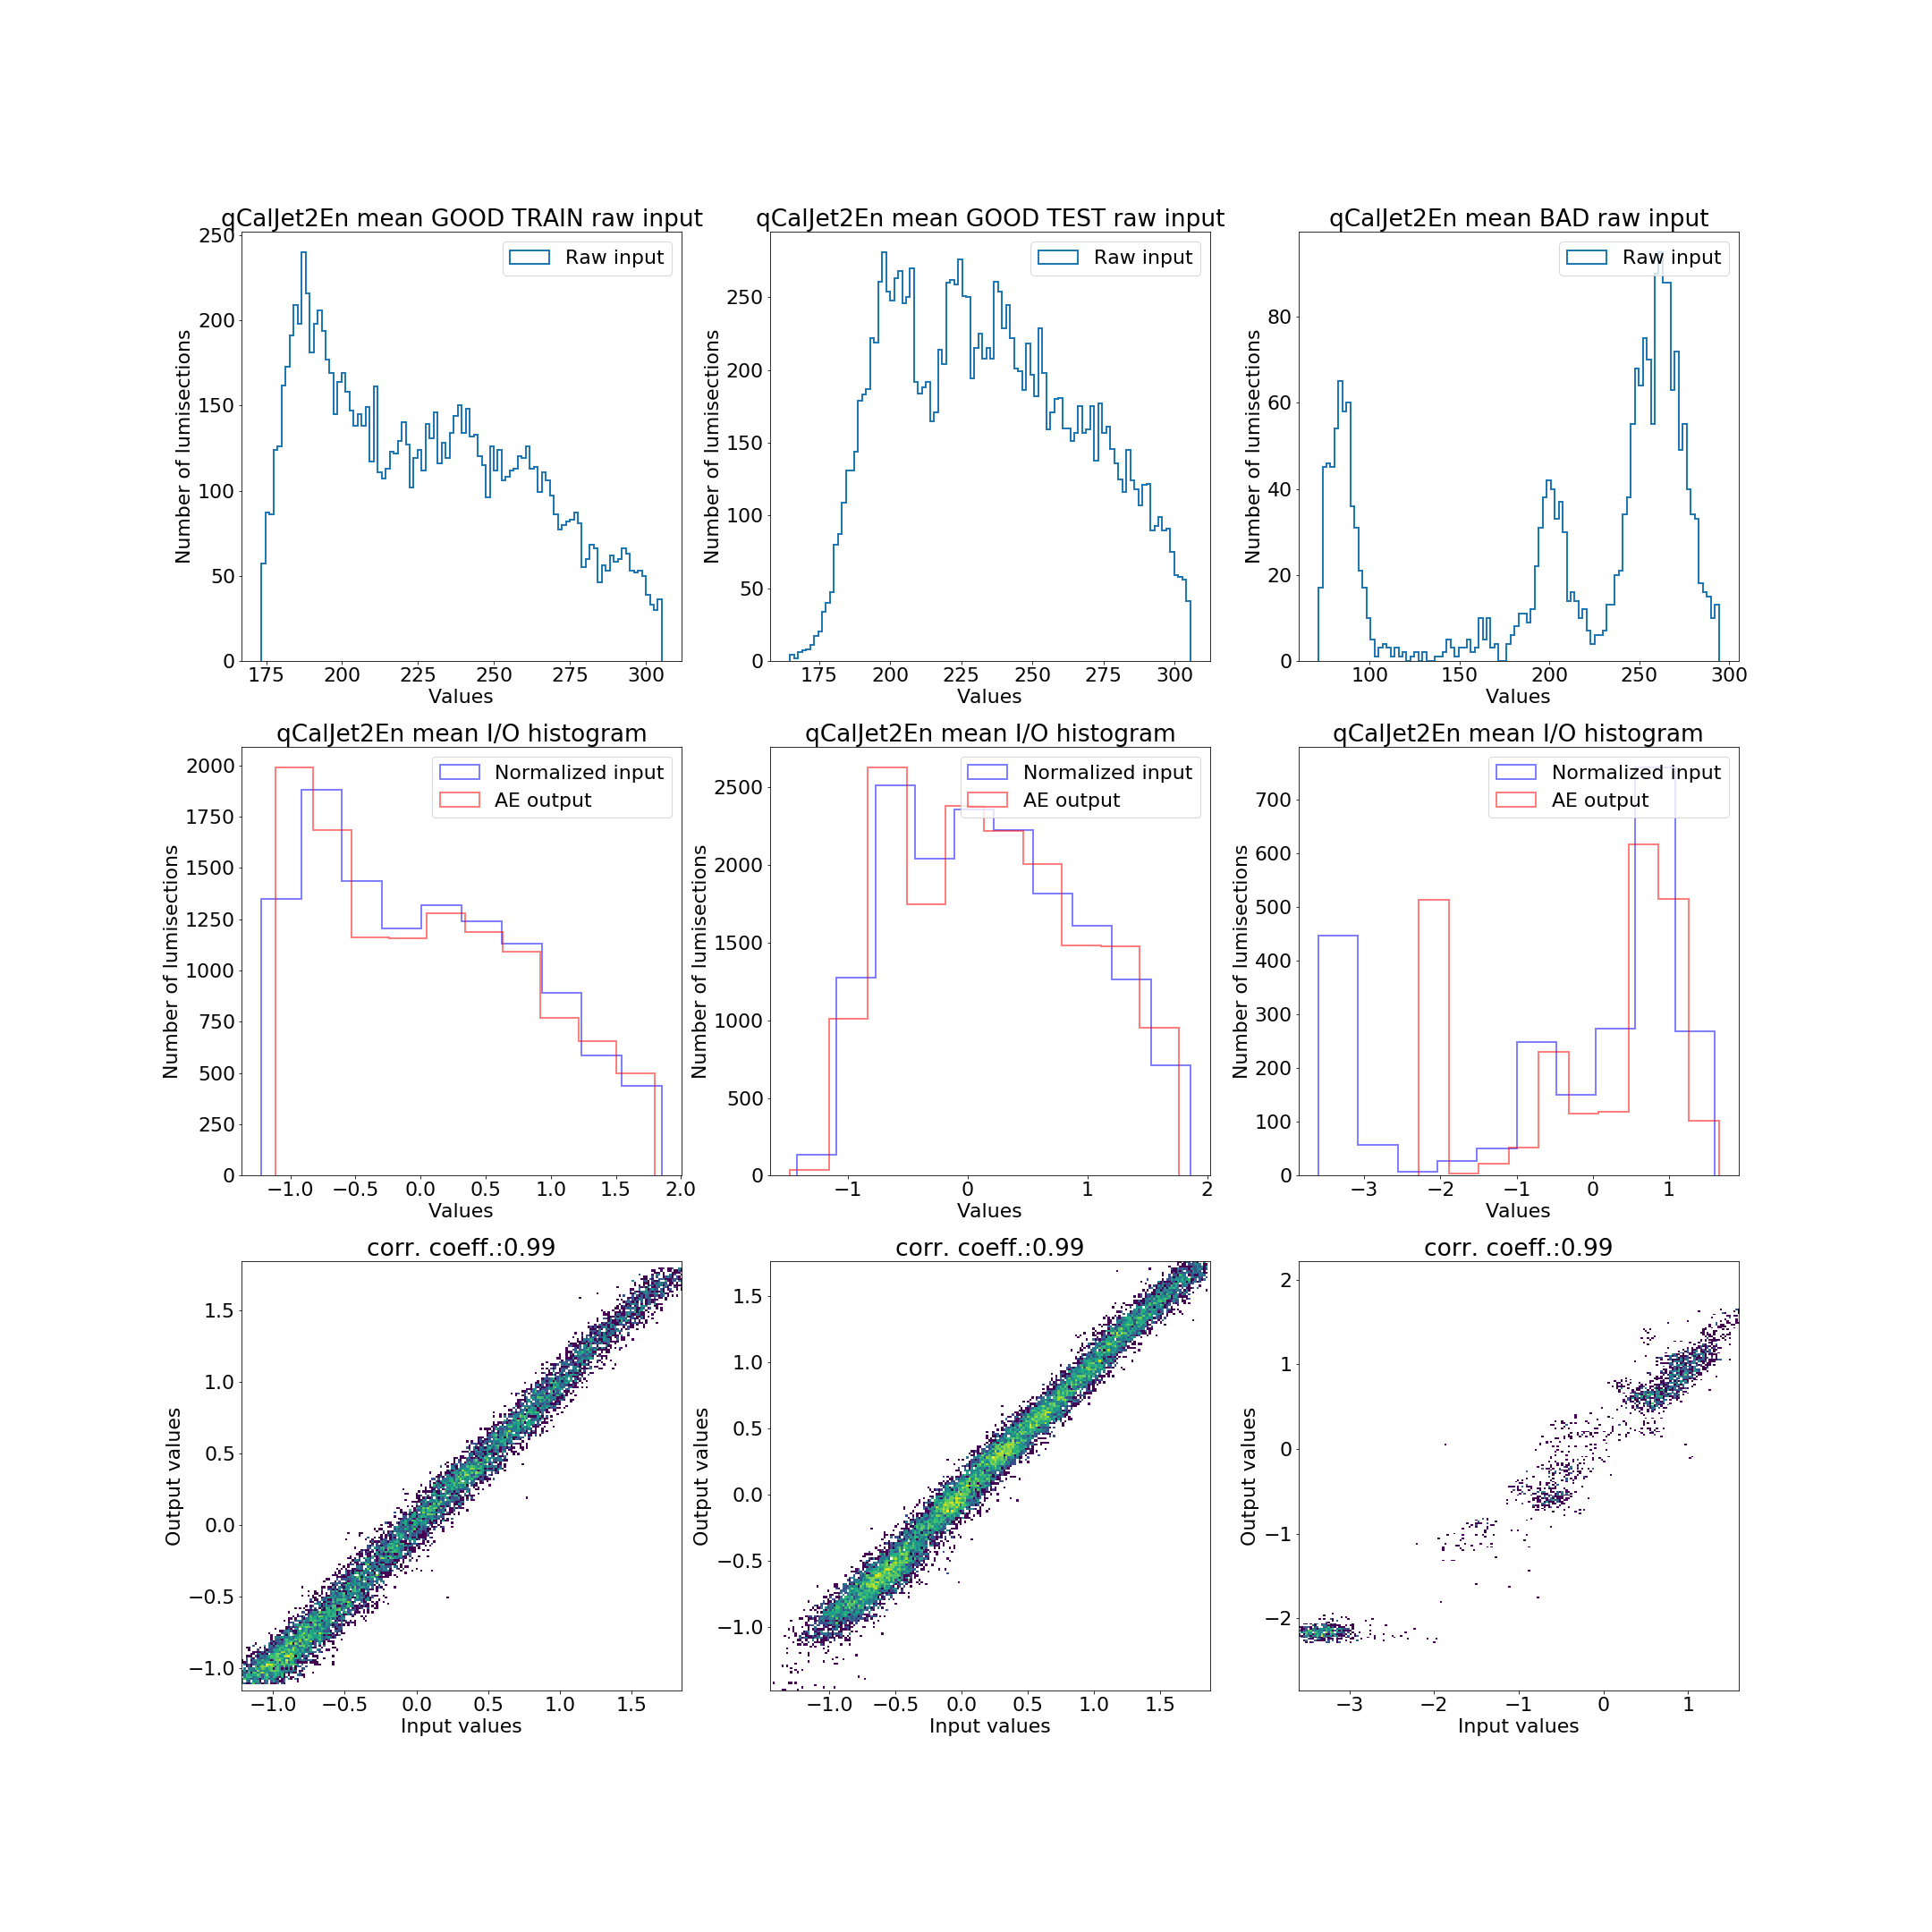 qCalJet2En mean GOOD TRAIN raw input
250
200
150
100
50
0
Number of lumisections
Raw input
175 200 225 250 275 300
Values
qCalJet2En mean GOOD TEST raw input
250
200
150
100
50
0
Number of lumisections
Raw input
175 200 225 250 275 300
Values
qCalJet2En mean BAD raw input
80
60
40
20
0
Number of lumisections
Raw input
100 150 200 250 300
Values
qCalJet2En mean I/O histogram
2000
1750
1500
1250
1000
750
500
250
0
Number of lumisections
Normalized input
AE output
−1.0 −0.5 0.0 0.5 1.0 1.5 2.0
Values
qCalJet2En mean I/O histogram
2500
2000
1500
1000
500
0
Number of lumisections
Normalized input
AE output
−1 0 1 2
Values
qCalJet2En mean I/O histogram
700
600
500
400
300
200
100
0
Number of lumisections
Normalized input
AE output
−3 −2 −1 0 1
Values
corr. coeff.:0.99
1.5
1.0
0.5
0.0
−0.5
−1.0
Output values
−1.0 −0.5 0.0 0.5 1.0 1.5
Input values
corr. coeff.:0.99
1.5
1.0
0.5
0.0
−0.5
−1.0
Output values
−1.0 −0.5 0.0 0.5 1.0 1.5
Input values
corr. coeff.:0.99
2
1
0
−1
−2
Output values
−3 −2 −1 0 1
Input values